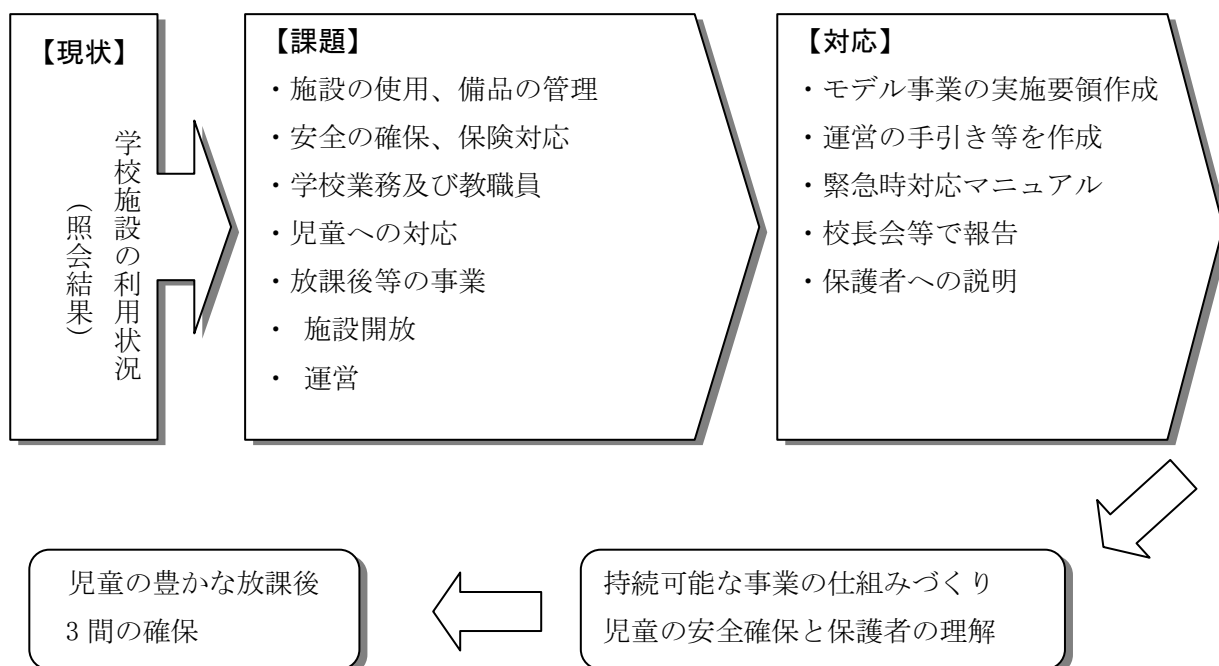 【現状】
学校施設の利用状況
(照会結果)
【課題】
・施設の使用、備品の管理
・安全の確保、保険対応
・学校業務及び教職員
・児童への対応
・放課後等の事業
・ 施設開放
・ 運営
【対応】
・モデル事業の実施要領作成
・運営の手引き等を作成
・緊急時対応マニュアル
・校長会等で報告
・保護者への説明
持続可能な事業の仕組みづくり
児童の安全確保と保護者の理解
児童の豊かな放課後
3 間の確保